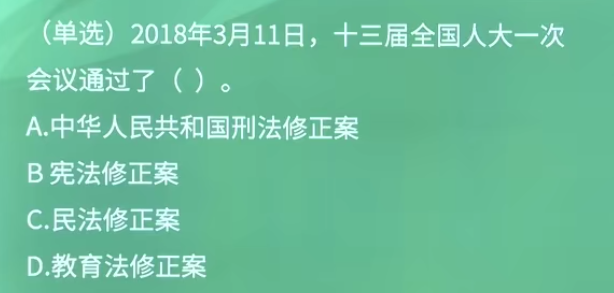 （单选）2018年3月11日，十三届全国人大一次
会议通过了（ ）。
A.中华人民共和国刑法修正案
B 宪法修正案
C.民法修正案
D.教育法修正案